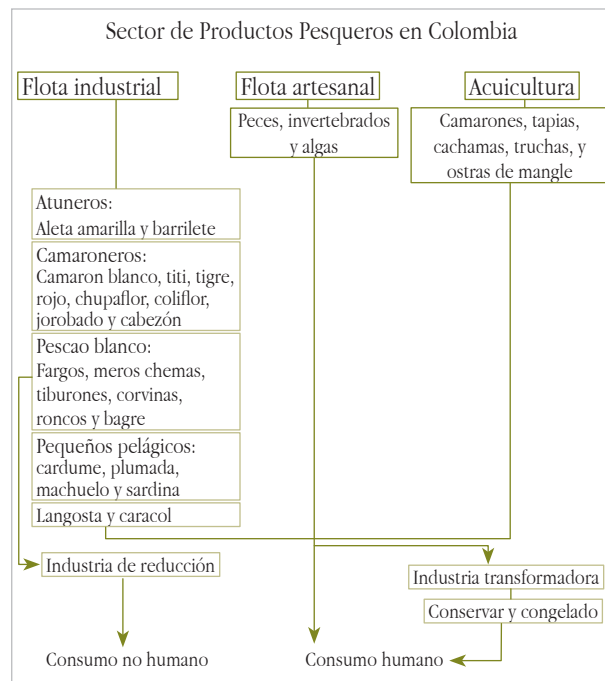 Sector de Productos Pesqueros en Colombia
Flota industrial
Flota artesanal
Acuicultura
Peces, invertebrados
y algas
Camarones, tapias,
cachamas, truchas, y
ostras de mangle
Atuneros:
Aleta amarilla y barrilete
Camaroneros:
Camaron blanco, titi, tigre,
rojo, chupaflor, coliflor,
jorobado y cabezón
Pescao blanco:
Fargos, meros chemas,
tiburones, corvinas,
roncos y bagre
Pequeños pelágicos:
cardume, plumada,
machuelo y sardina
Langosta y caracol
Industria de reducción
Industria transformadora
Conservar y congelado
Consumo no humano
Consumo humano